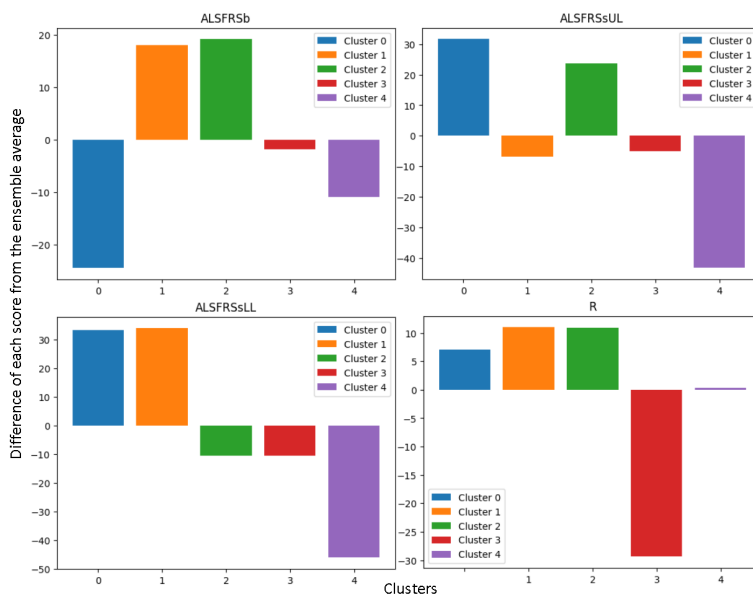 ALSFRSb
20
10
0
−10
−20
0 1 2 3 4
Cluster 0
Cluster 1
Cluster 2
Cluster 3
Cluster 4
ALSFRSsUL
30
20
10
0
−10
−20
−30
−40
0 1 2 3 4
Cluster 0
Cluster 1
Cluster 2
Cluster 3
Cluster 4
Difference of each score from the ensemble average
ALSFRSsLL
30
20
10
0
−10
−20
−30
−40
−50
0 1 2 3 4
Cluster 0
Cluster 1
Cluster 2
Cluster 3
Cluster 4
R
10
5
0
−5
−10
−15
−20
−25
−30
1 2 3 4
Cluster 0
Cluster 1
Cluster 2
Cluster 3
Cluster 4
Clusters